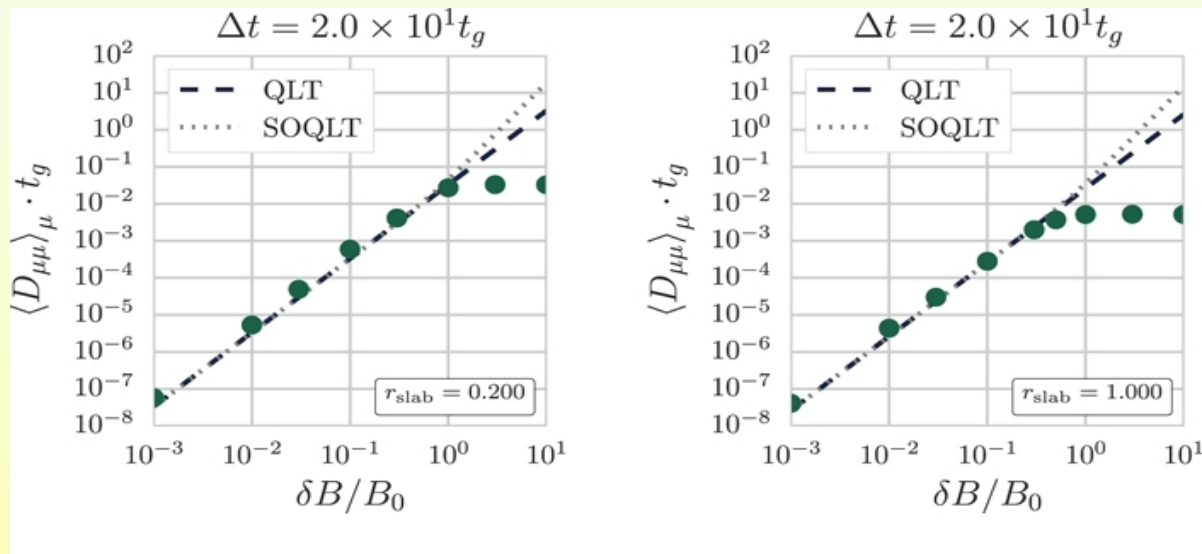 Δt = 2.0 × 10¹t_g
10²
10¹
10⁰
10⁻¹
10⁻²
10⁻³
10⁻⁴
10⁻⁵
10⁻⁶
10⁻⁷
10⁻⁸
⟨D_μμ⟩_μ · t_g
QLT
SOQLT
r_slab = 0.200
10⁻³ 10⁻² 10⁻¹ 10⁰ 10¹
δB/B₀
Δt = 2.0 × 10¹t_g
10²
10¹
10⁰
10⁻¹
10⁻²
10⁻³
10⁻⁴
10⁻⁵
10⁻⁶
10⁻⁷
10⁻⁸
⟨D_μμ⟩_μ · t_g
QLT
SOQLT
r_slab = 1.000
10⁻³ 10⁻² 10⁻¹ 10⁰ 10¹
δB/B₀